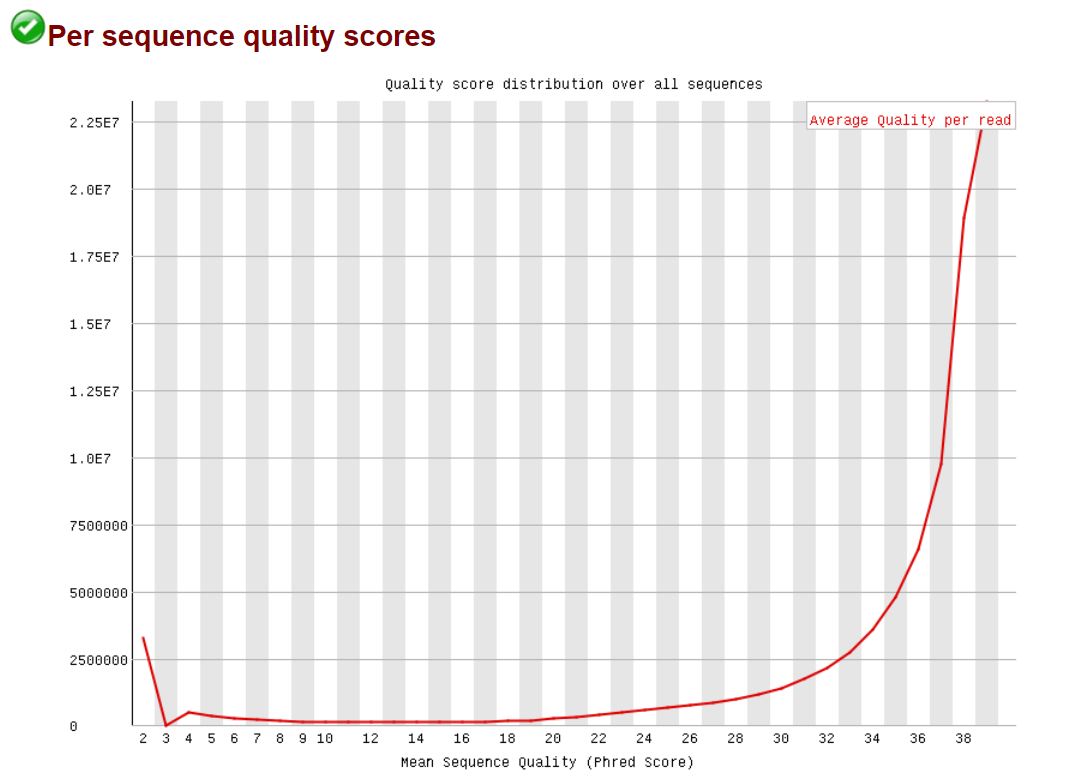 Per sequence quality scores
Quality score distribution over all sequences
Average Quality per read
2.25E7
2.0E7
1.75E7
1.5E7
1.25E7
1.0E7
7500000
5000000
2500000
0
2 3 4 5 6 7 8 9 10 12 14 16 18 20 22 24 26 28 30 32 34 36 38
Mean Sequence Quality (Phred Score)